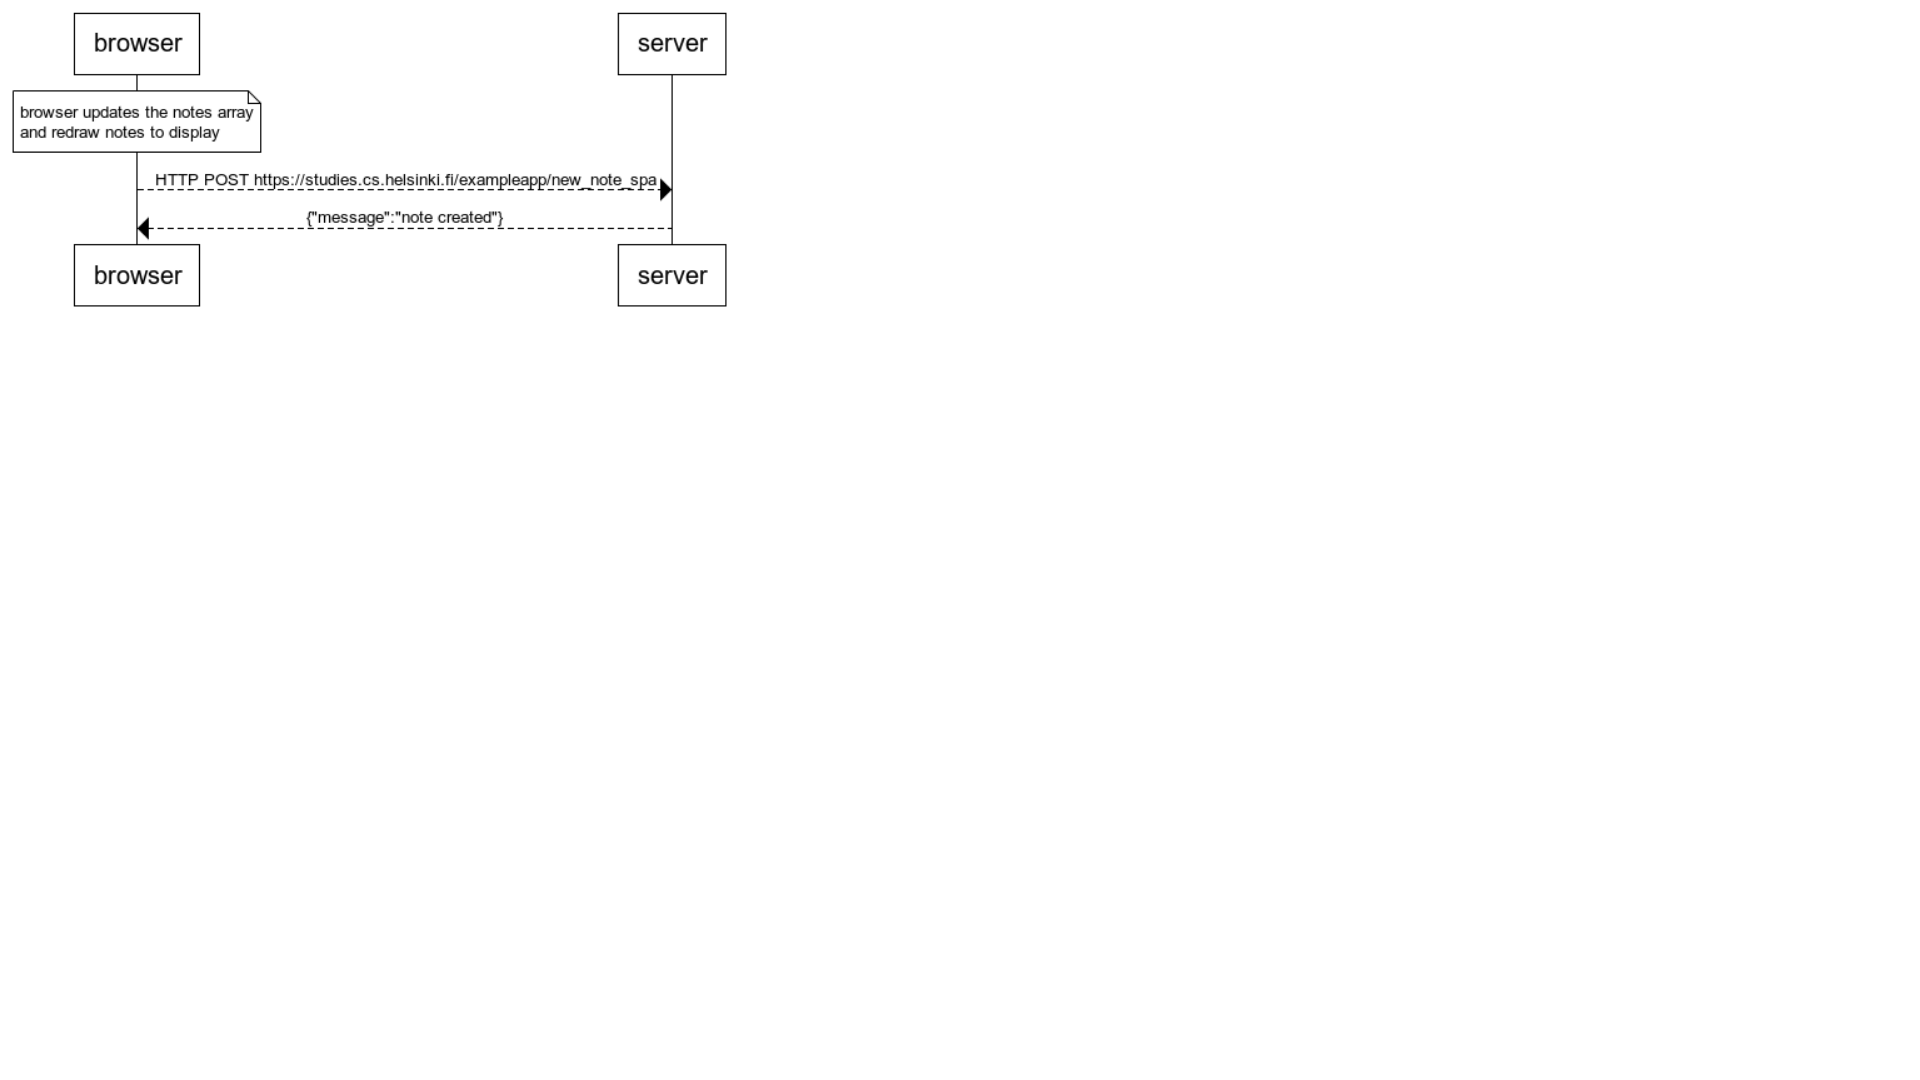 browser
server
browser updates the notes array
and redraw notes to display
HTTP POST https://studies.cs.helsinki.fi/exampleapp/new_note_spa
{"message":"note created"}
browser
server